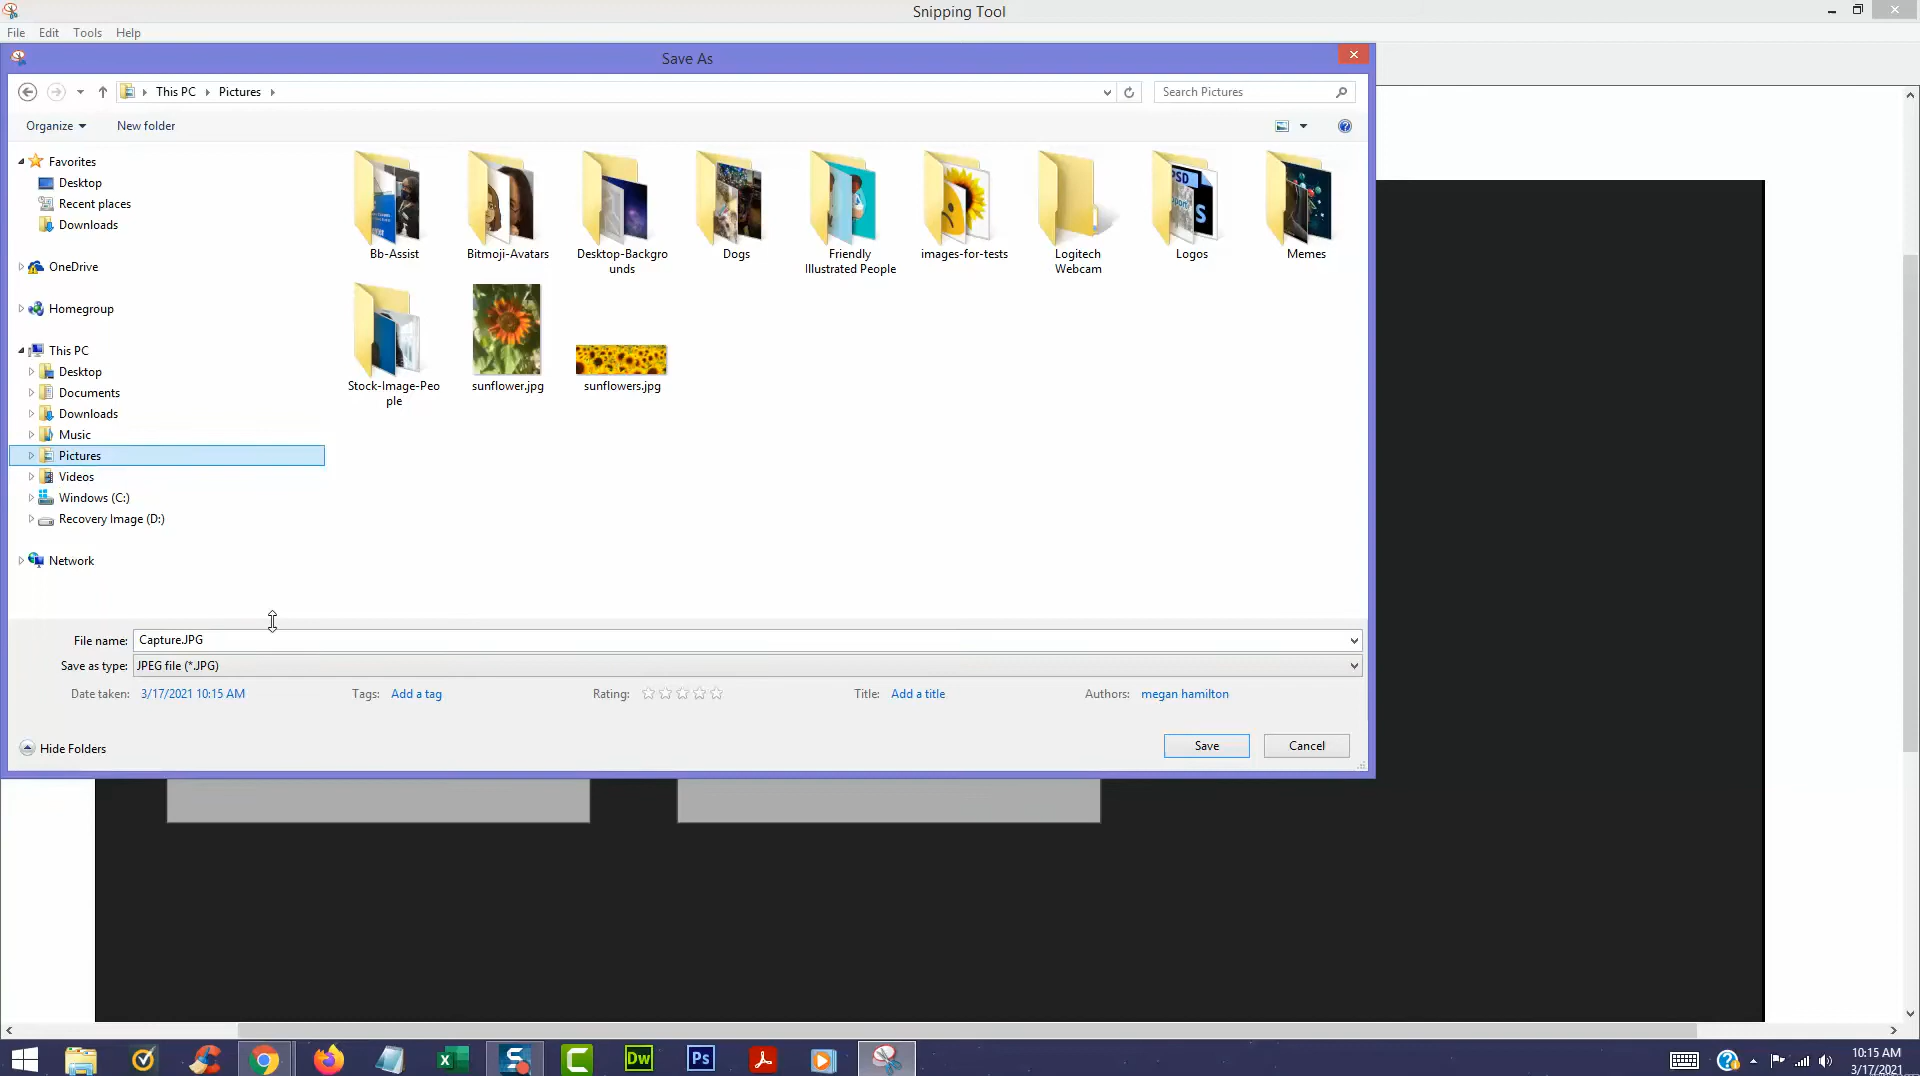 Snipping Tool
File Edit Tools Help
Save As
This PC Pictures
Search Pictures
Organize New folder
Favorites
Desktop
Recent places
Downloads
OneDrive
Homegroup
This PC
Desktop
Documents
Downloads
Music
Pictures
Videos
Windows (C:)
Recovery Image (D:)
Network
PSD
S
Bb-Assist Bitmoji-Avatars Desktop-Backgro Dogs Friendly images-for-tests Logitech Logos Memes
unds Illustrated People Webcam
Stock-Image-Peo sunflower.jpg sunflowers.jpg
ple
File name: Capture.JPG
Save as type: JPEG file (*.JPG)
Date taken: 3/17/2021 10:15 AM Tags: Add a tag Rating: Title: Add a title Authors: megan hamilton
Hide Folders Save Cancel
S C Dw Ps
10:15 AM
3/17/2021